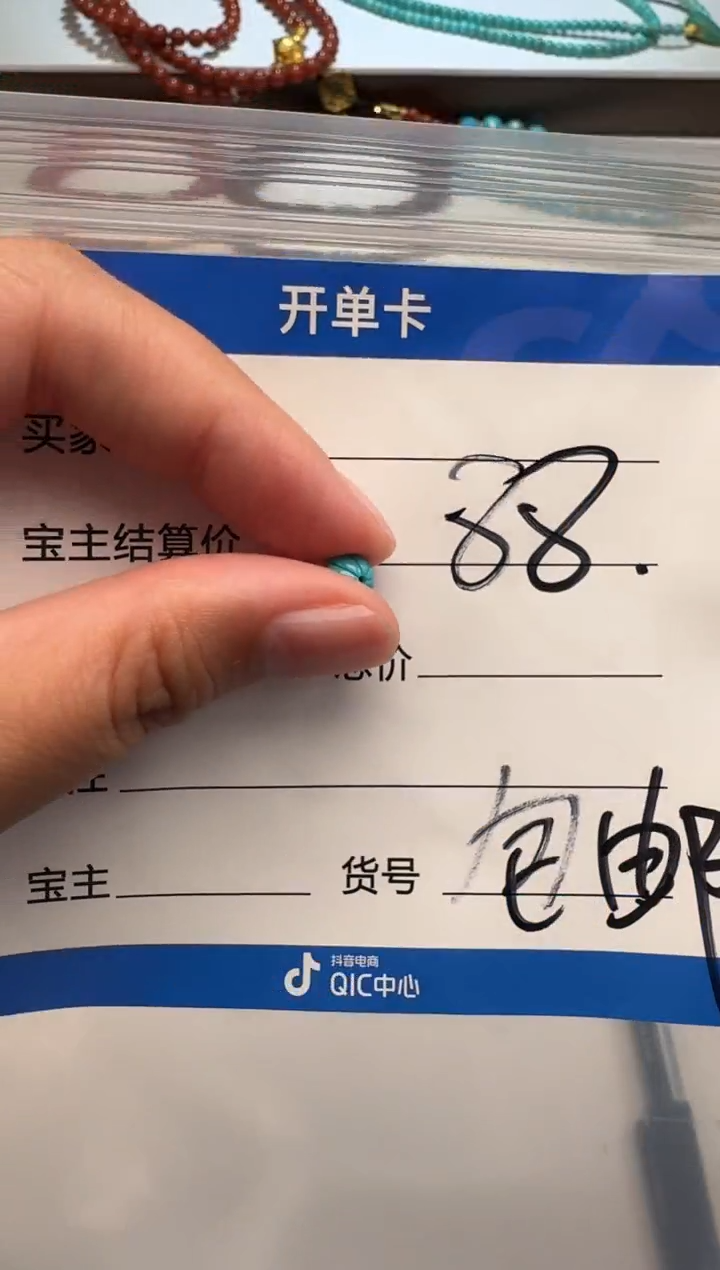 开单卡
买家
88.
宝主结算价
总价
宝主 货号 包邮
抖音电商
QIC中心